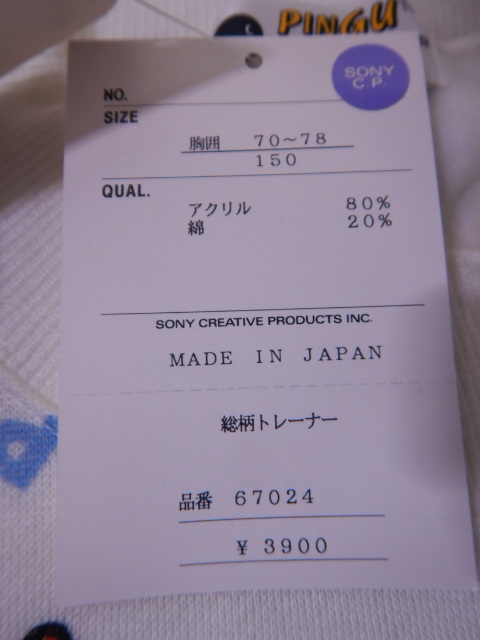 PINGU
SONY
C.P.
NO.
SIZE
胸囲 70~78
150
QUAL.
アクリル 80%
綿 20%
SONY CREATIVE PRODUCTS INC.
MADE IN JAPAN
総柄トレーナー
品番 67024
¥ 3900